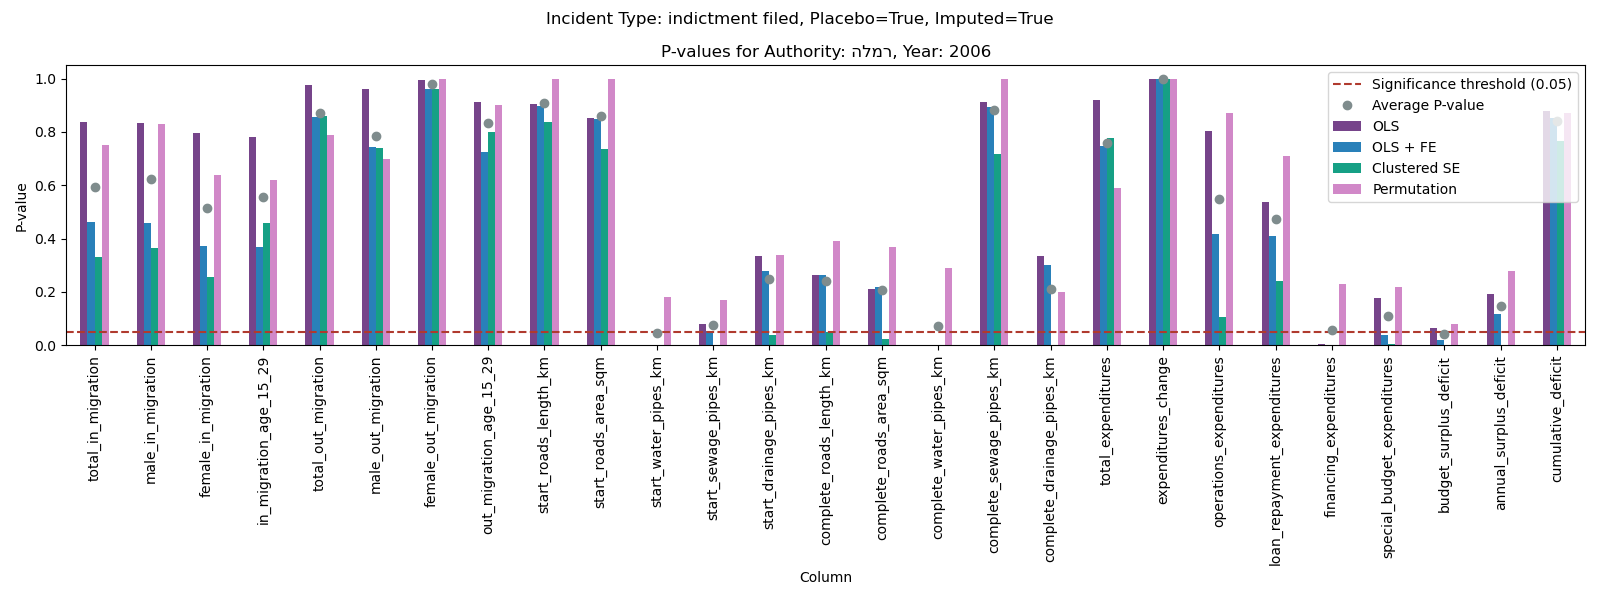 Incident Type: indictment filed, Placebo=True, Imputed=True
P-values for Authority: רמלה, Year: 2006
Significance threshold (0.05)
Average P-value
OLS
OLS + FE
Clustered SE
Permutation
P-value
1.0
0.8
0.6
0.4
0.2
0.0
total_in_migration
male_in_migration
female_in_migration
in_migration_age_15_29
total_out_migration
male_out_migration
female_out_migration
out_migration_age_15_29
start_roads_length_km
start_roads_area_sqm
start_water_pipes_km
start_sewage_pipes_km
start_drainage_pipes_km
complete_roads_length_km
complete_roads_area_sqm
complete_water_pipes_km
complete_sewage_pipes_km
complete_drainage_pipes_km
total_expenditures
expenditures_change
operations_expenditures
loan_repayment_expenditures
financing_expenditures
special_budget_expenditures
budget_surplus_deficit
annual_surplus_deficit
cumulative_deficit
Column